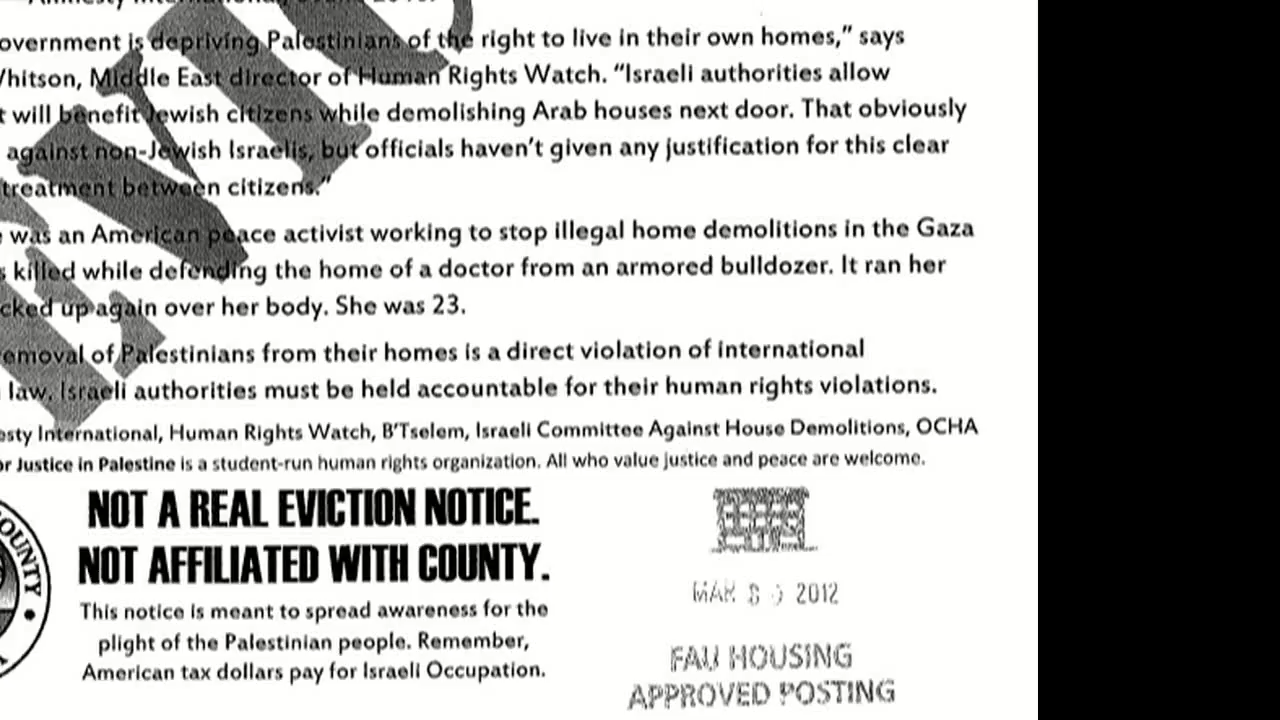 overnment is depriving Palestinians of the right to live in their own homes," says
Whitson, Middle East director of Human Rights Watch. "Israeli authorities allow
t will benefit Jewish citizens while demolishing Arab houses next door. That obviously
against non-Jewish Israelis, but officials haven't given any justification for this clear
treatment between citizens."
was an American peace activist working to stop illegal home demolitions in the Gaza
s killed while defending the home of a doctor from an armored bulldozer. It ran her
cked up again over her body. She was 23.
emoval of Palestinians from their homes is a direct violation of international
law. Israeli authorities must be held accountable for their human rights violations.
esty International, Human Rights Watch, B'Tselem, Israeli Committee Against House Demolitions, OCHA
or Justice in Palestine is a student-run human rights organization. All who value justice and peace are welcome.
OUNTY
NOT A REAL EVICTION NOTICE.
NOT AFFILIATED WITH COUNTY.
This notice is meant to spread awareness for the
plight of the Palestinian people. Remember,
American tax dollars pay for Israeli Occupation.
MAR 2012
FAU HOUSING
APPROVED POSTING